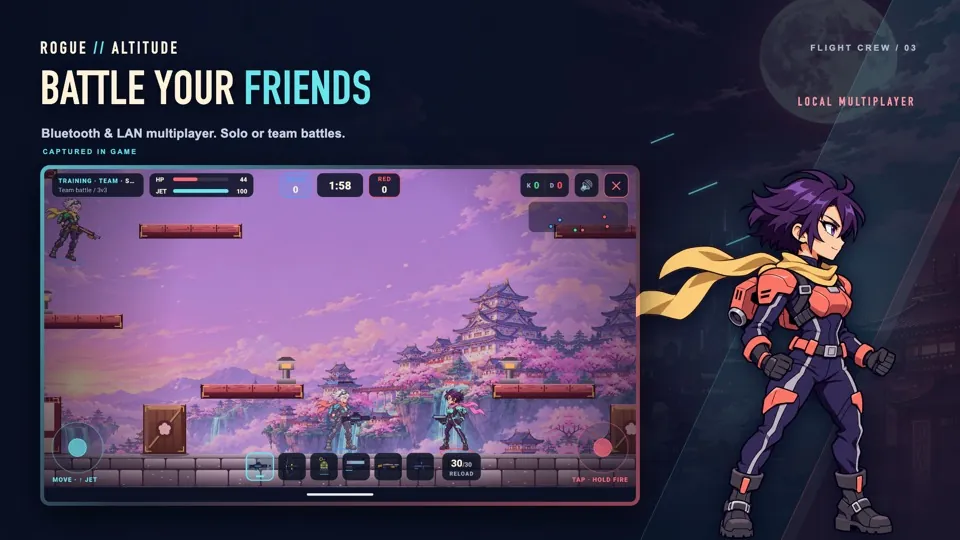 ROGUE // ALTITUDE
FLIGHT CREW / 03
BATTLE YOUR FRIENDS
LOCAL MULTIPLAYER
Bluetooth & LAN multiplayer. Solo or team battles.
CAPTURED IN GAME
TRAINING · TEAM · S...
Team battle / 3v3
HP 44
JET 100
0
1:58
RED
0
K 0 D 0
30/30
RELOAD
MOVE · ↑ JET
TAP · HOLD FIRE